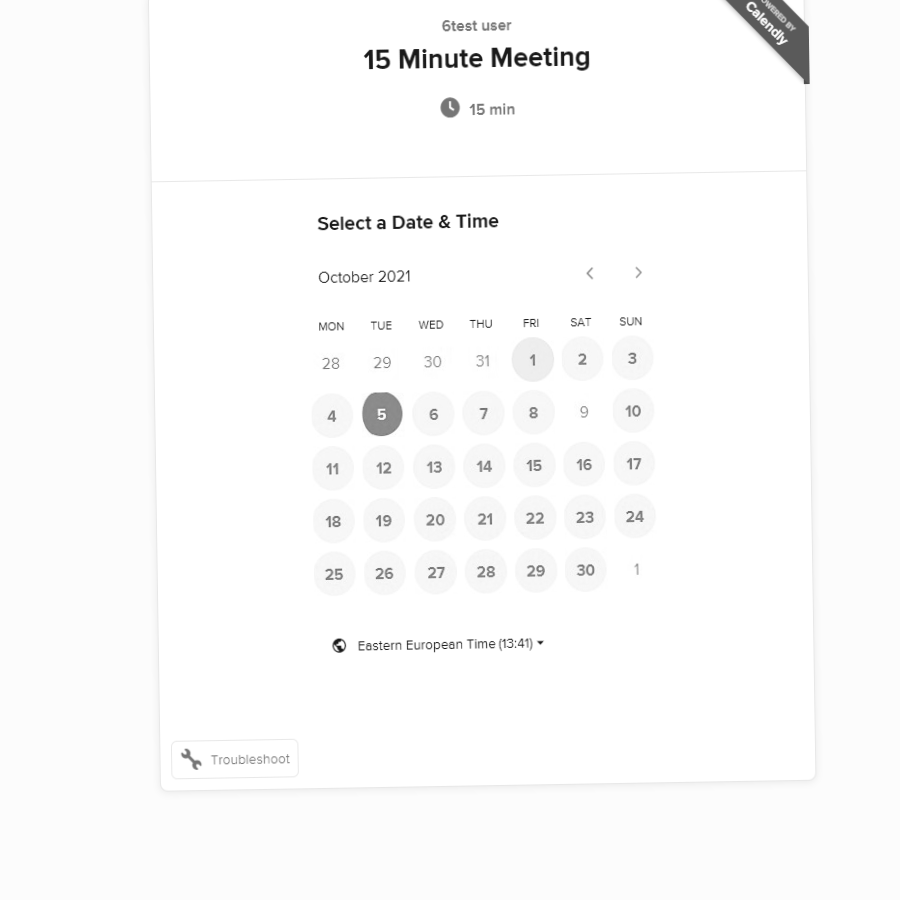 6test user
POWERED BY
Calendly
15 Minute Meeting
15 min
Select a Date & Time
October 2021
MON TUE WED THU FRI SAT SUN
28 29 30 31 1 2 3
4 5 6 7 8 9 10
11 12 13 14 15 16 17
18 19 20 21 22 23 24
25 26 27 28 29 30 1
Eastern European Time (13:41)
Troubleshoot